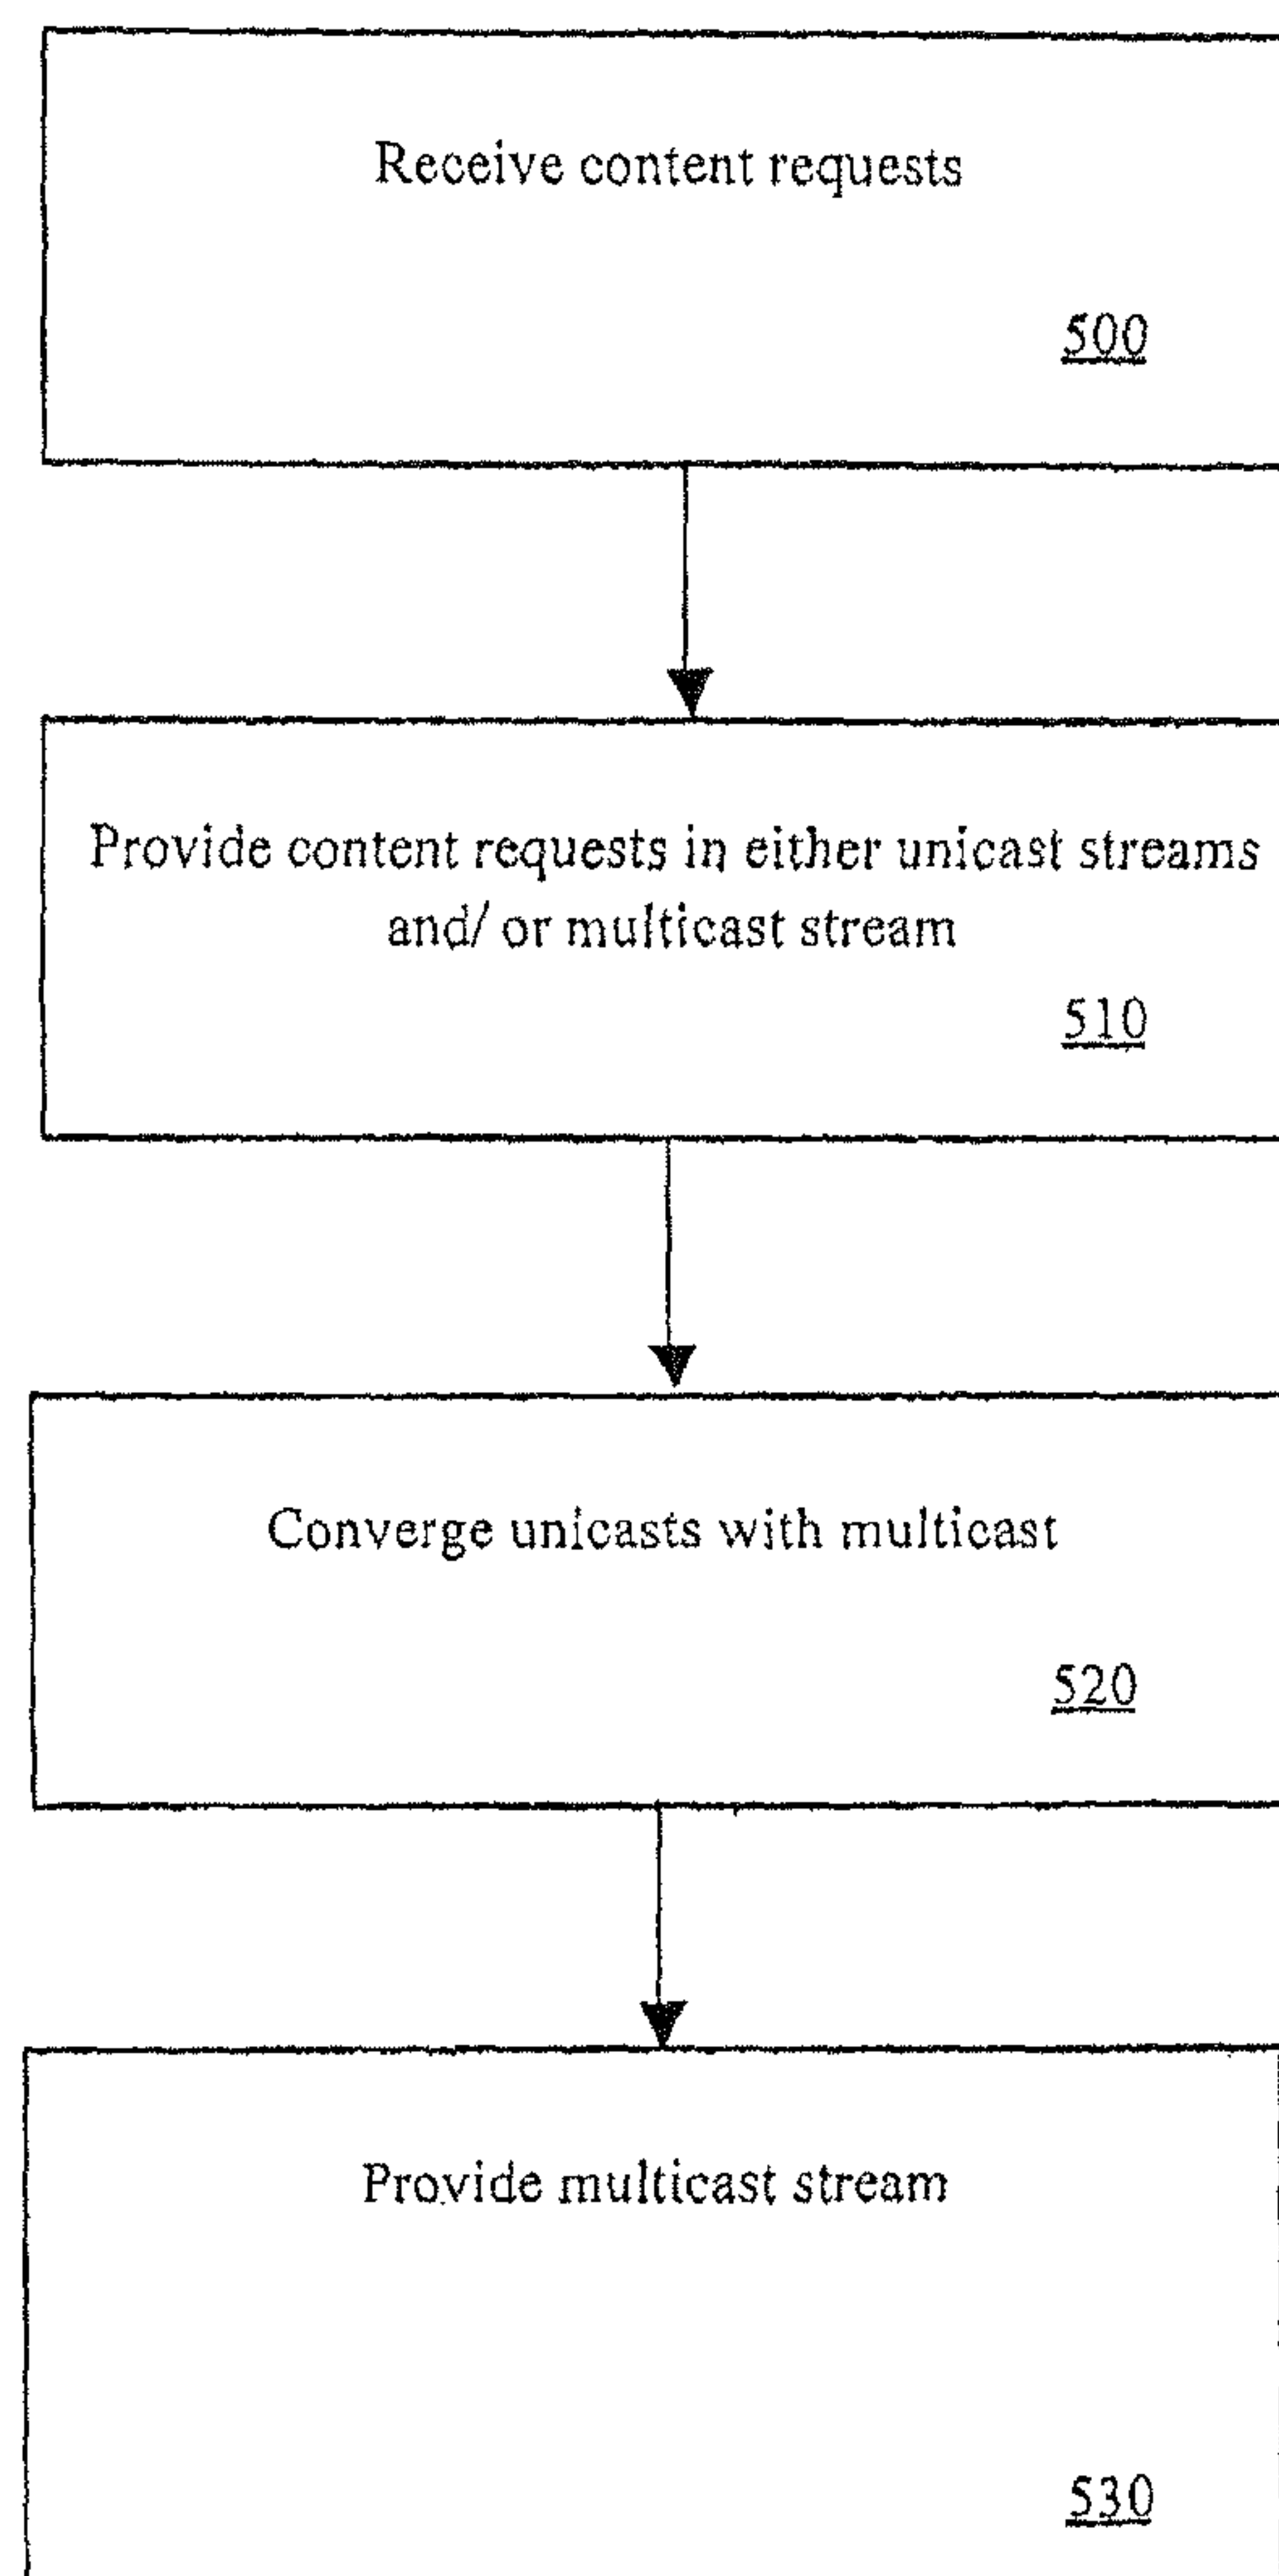 Receive content requests
500
Provide content requests in either unicast streams
and/ or multicast stream
510
Converge unicasts with multicast
520
Provide multicast stream
530